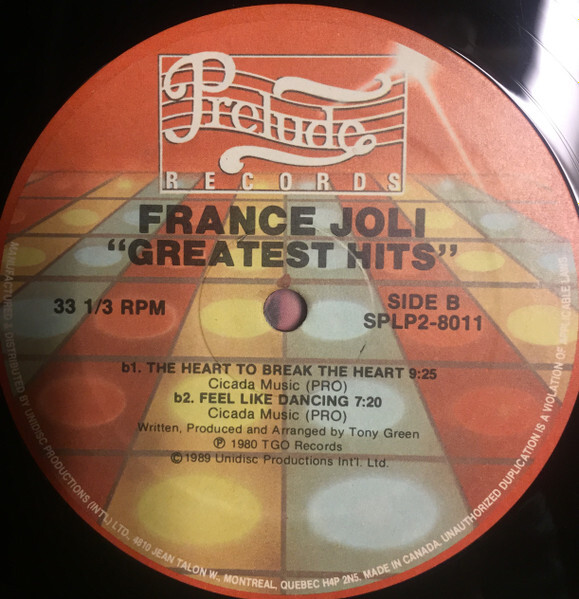 Prelude
RECORDS
FRANCE JOLI
"GREATEST HITS"
33 1/3 RPM
SIDE B
SPLP2-8011
b1. THE HEART TO BREAK THE HEART 9:25
Cicada Music (PRO)
b2. FEEL LIKE DANCING 7:20
Cicada Music (PRO)
Written, Produced and Arranged by Tony Green
Ⓟ 1980 TGO Records
©1989 Unidisc Productions Int'l. Ltd.
MANUFACTURED & DISTRIBUTED BY UNIDISC PRODUCTIONS (INT'L) LTD., 4810 JEAN TALON W., MONTREAL, QUEBEC H4P 2N5. MADE IN CANADA. UNAUTHORIZED DUPLICATION IS A VIOLATION OF APPLICABLE LAWS.